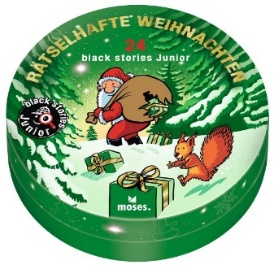 RÄTSELHAFTE WEIHNACHTEN
24
black stories Junior
black stories
Junior
moses.